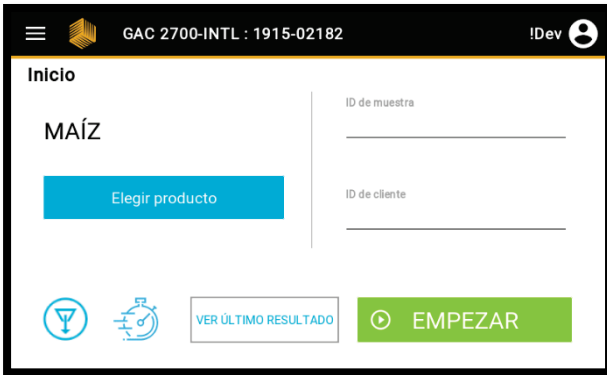 GAC 2700-INTL : 1915-02182
!Dev
Inicio
MAÍZ
Elegir producto
ID de muestra
ID de cliente
VER ÚLTIMO RESULTADO
EMPEZAR